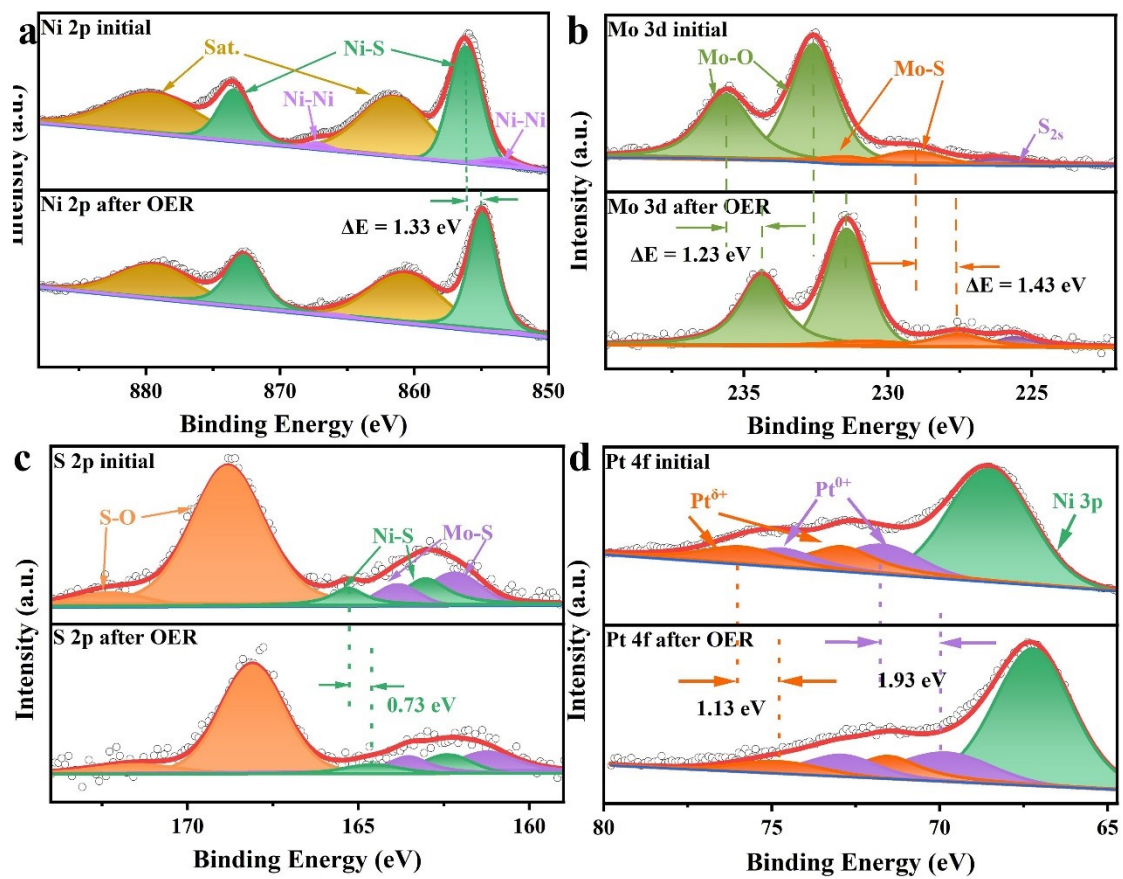 a
Ni 2p initial
Sat.
Ni-S
Ni-Ni
Ni-Ni
Ni 2p after OER
ΔE = 1.33 eV
Intensity (a.u.)
880
870
860
850
Binding Energy (eV)
b
Mo 3d initial
Mo-O
Mo-S
S2s
Mo 3d after OER
ΔE = 1.23 eV
ΔE = 1.43 eV
Intensity (a.u.)
235
230
225
Binding Energy (eV)
c
S 2p initial
S-O
Ni-S
Mo-S
S 2p after OER
0.73 eV
Intensity (a.u.)
170
165
160
Binding Energy (eV)
d
Pt 4f initial
Ptδ+
Pt0+
Ni 3p
Pt 4f after OER
1.93 eV
1.13 eV
Intensity (a.u.)
80
75
70
65
Binding Energy (eV)